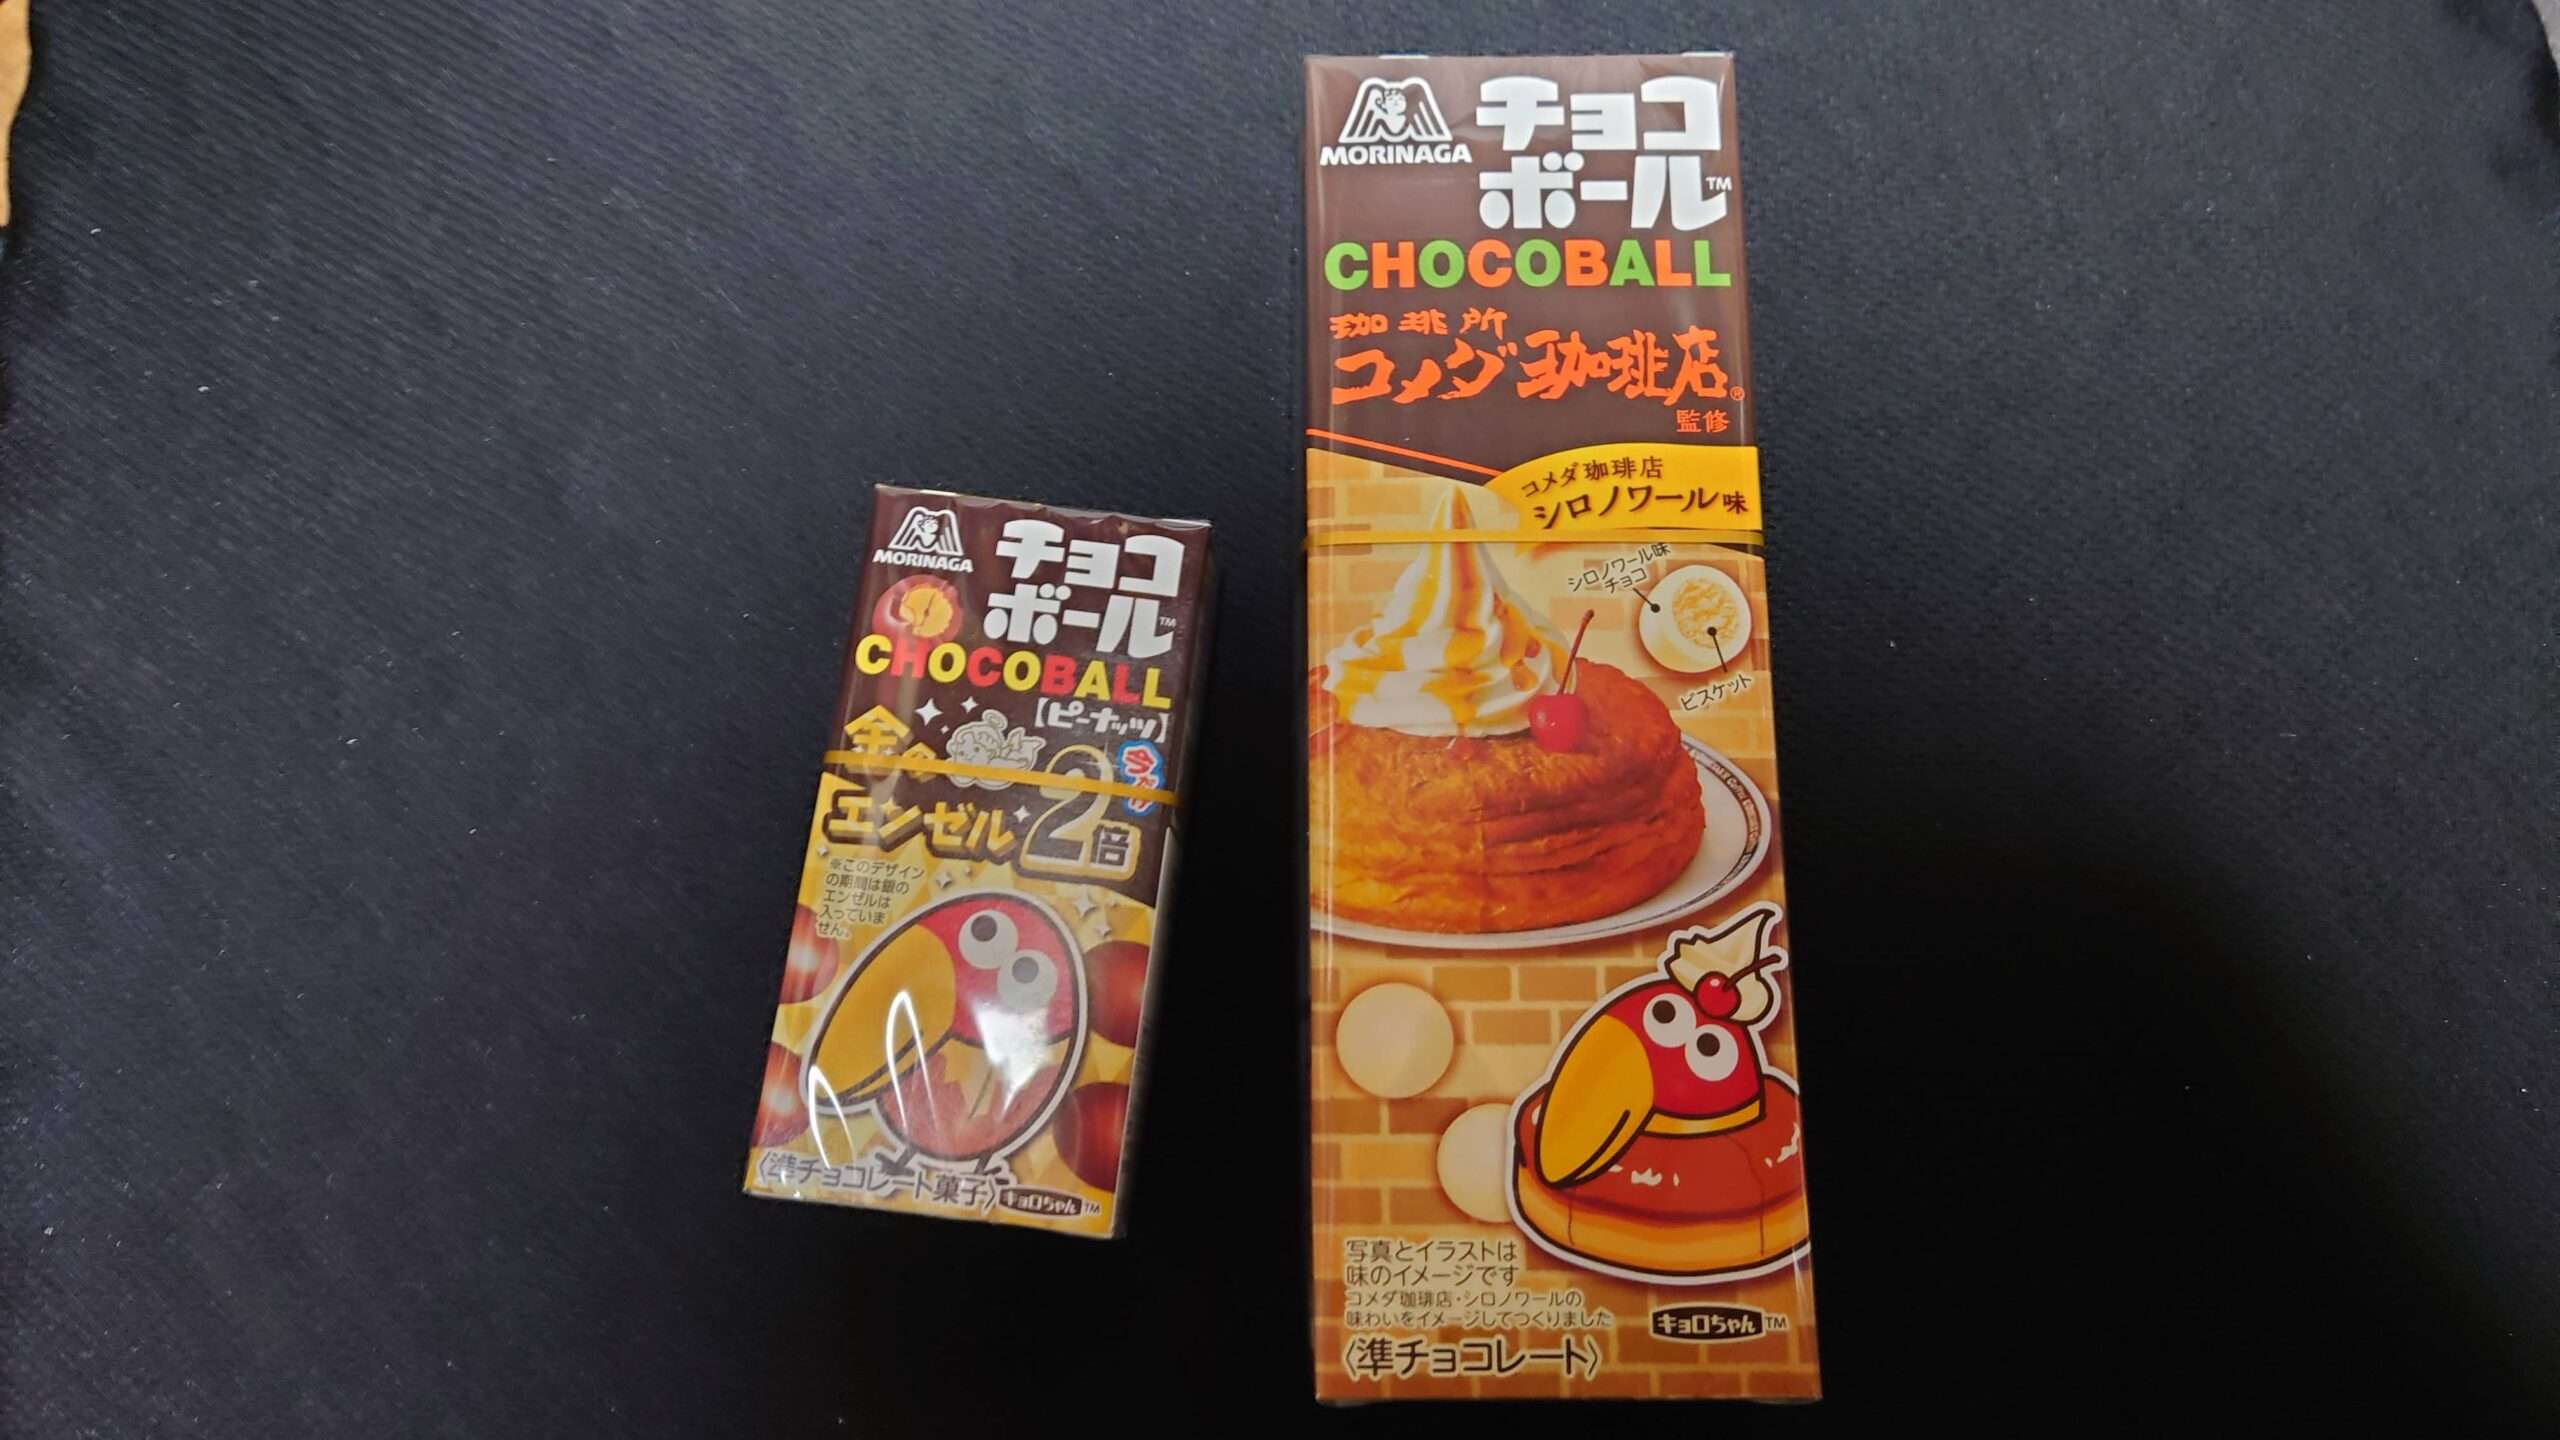 MORINAGA
チョコ
ボール™
CHOCOBALL
【ピーナッツ】
金の
今だけ
エンゼル2倍
※このデザイン
の期間は銀の
エンゼルは
入っていま
せん。
〈準チョコレート菓子〉
キョロちゃん™
MORINAGA
チョコ
ボール™
CHOCOBALL
珈琲所
コメダ珈琲店®
監修
コメダ珈琲店
シロノワール味
シロノワール味
チョコ
ビスケット
写真とイラストは
味のイメージです
コメダ珈琲店・シロノワールの
味わいをイメージしてつくりました
〈準チョコレート〉
キョロちゃん™